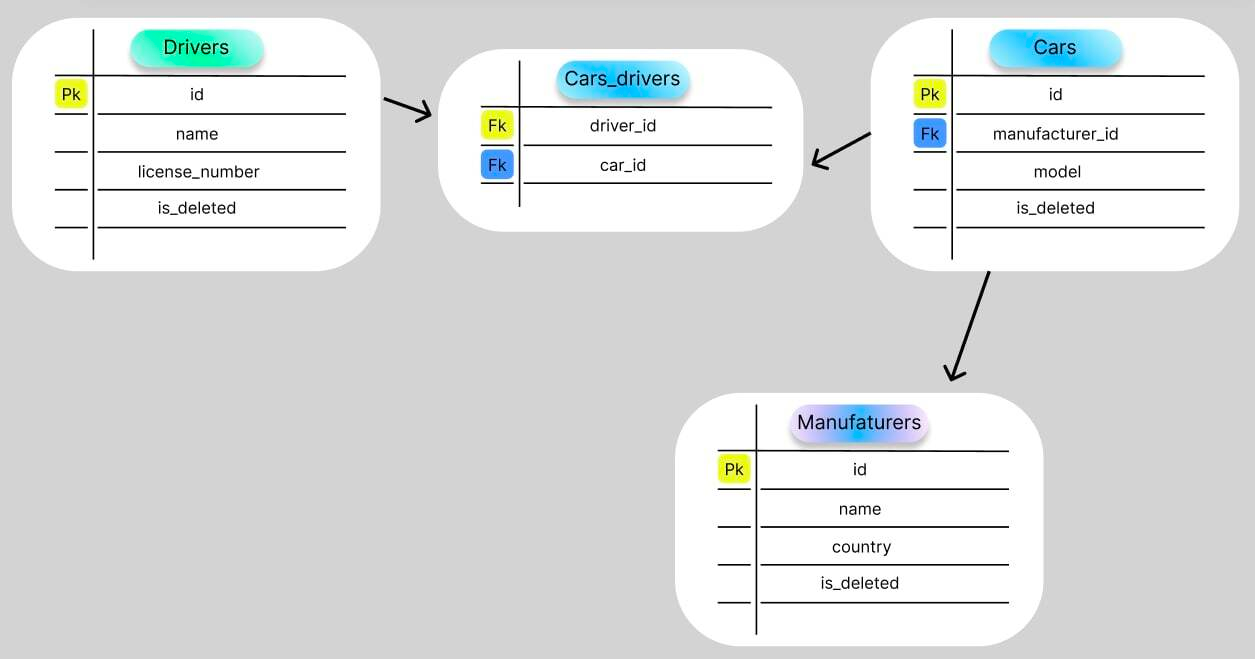 Drivers
Pk id
name
license_number
is_deleted
Cars_drivers
Fk driver_id
Fk car_id
Cars
Pk id
Fk manufacturer_id
model
is_deleted
Manufaturers
Pk id
name
country
is_deleted